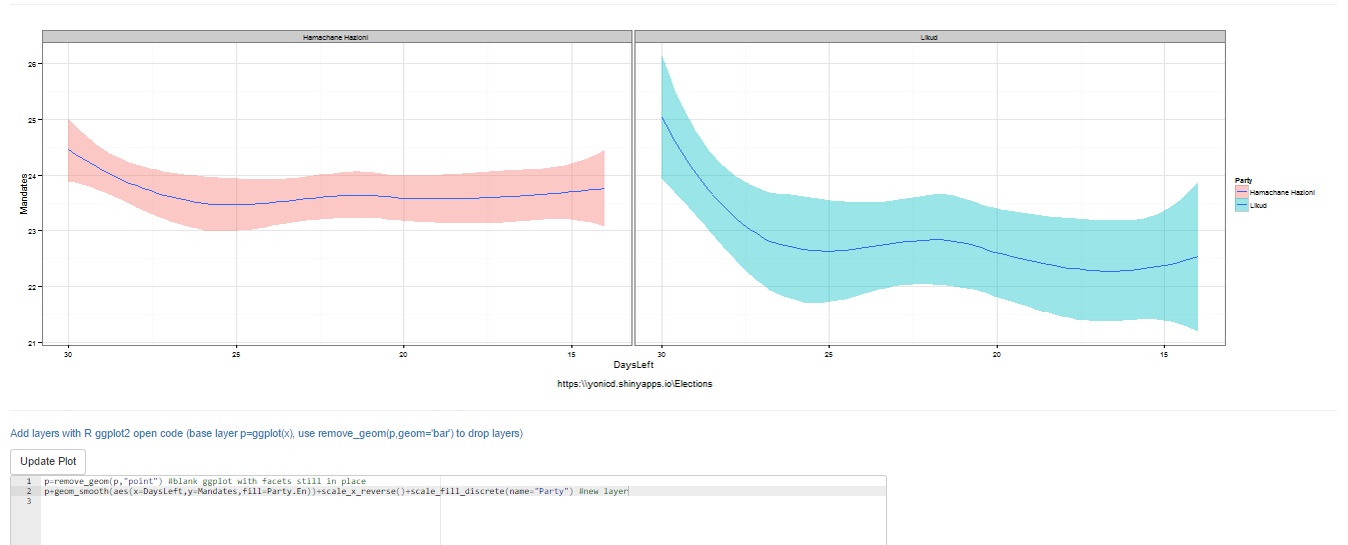 Hamachane Hazioni
Likud
26
25
24
23
22
21
Mandates
30
25
20
15
30
25
20
15
DaysLeft
https:\\yonicd.shinyapps.io\Elections
Party
Hamachane Hazioni
Likud
Add layers with R ggplot2 open code (base layer p=ggplot(x), use remove_geom(p,geom='bar') to drop layers)
Update Plot
1 p=remove_geom(p,"point") #blank ggplot with facets still in place
2 p+geom_smooth(aes(x=DaysLeft,y=Mandates,fill=Party.En))+scale_x_reverse()+scale_fill_discrete(name="Party") #new layer
3